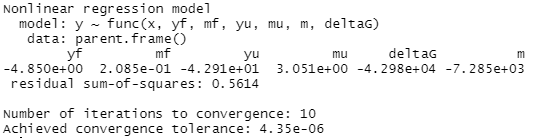 Nonlinear regression model
  model: y ~ func(x, yf, mf, yu, mu, m, deltaG)
   data: parent.frame()
        yf         mf         yu         mu     deltaG          m
-4.850e+00  2.085e-01 -4.291e+01  3.051e+00 -4.298e+04 -7.285e+03
 residual sum-of-squares: 0.5614

Number of iterations to convergence: 10
Achieved convergence tolerance: 4.35e-06